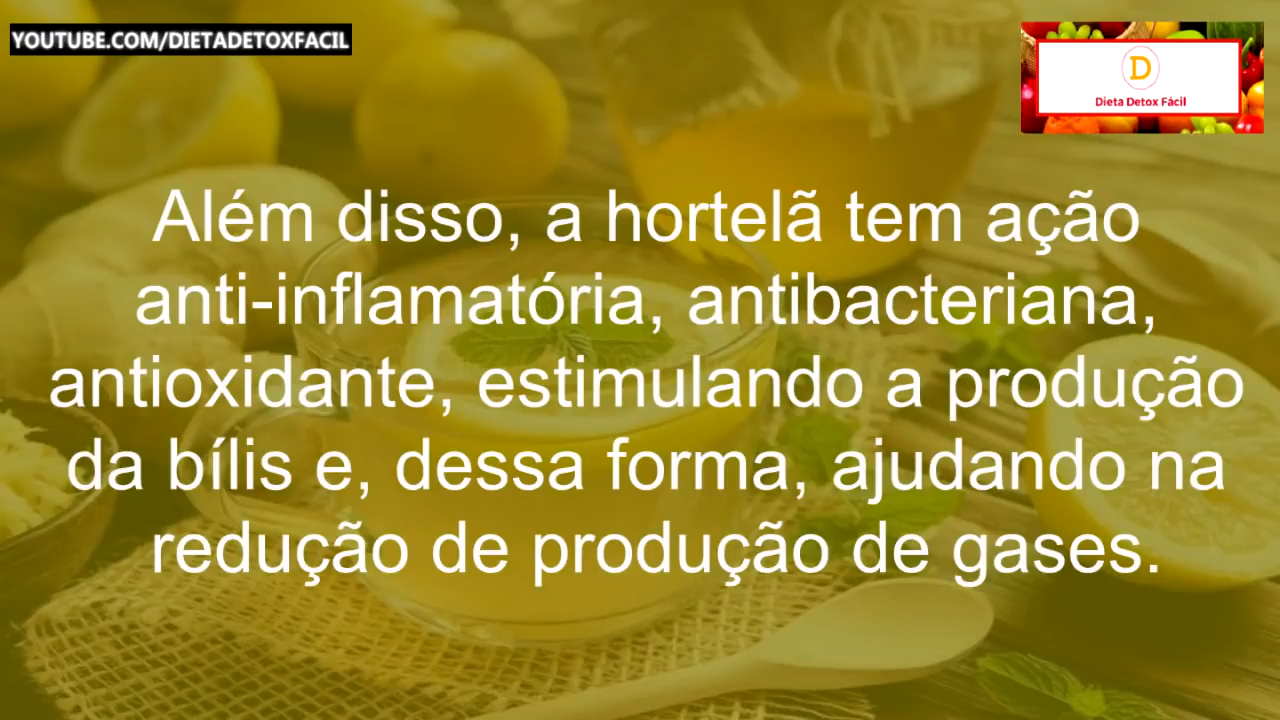 YOUTUBE.COM/DIETADETOXFACIL
D
Dieta Detox Fácil
Além disso, a hortelã tem ação
anti-inflamatória, antibacteriana,
antioxidante, estimulando a produção
da bílis e, dessa forma, ajudando na
redução de produção de gases.